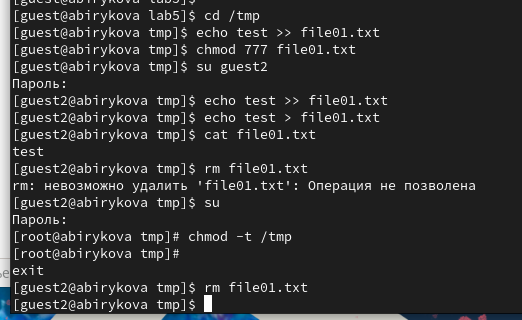 [guest@abirykova lab5]$
[guest@abirykova lab5]$ cd /tmp
[guest@abirykova tmp]$ echo test >> file01.txt
[guest@abirykova tmp]$ chmod 777 file01.txt
[guest@abirykova tmp]$ su guest2
Пароль:
[guest2@abirykova tmp]$ echo test >> file01.txt
[guest2@abirykova tmp]$ echo test > file01.txt
[guest2@abirykova tmp]$ cat file01.txt
test
[guest2@abirykova tmp]$ rm file01.txt
rm: невозможно удалить 'file01.txt': Операция не позволена
[guest2@abirykova tmp]$ su
Пароль:
[root@abirykova tmp]# chmod -t /tmp
[root@abirykova tmp]#
exit
[guest2@abirykova tmp]$ rm file01.txt
[guest2@abirykova tmp]$